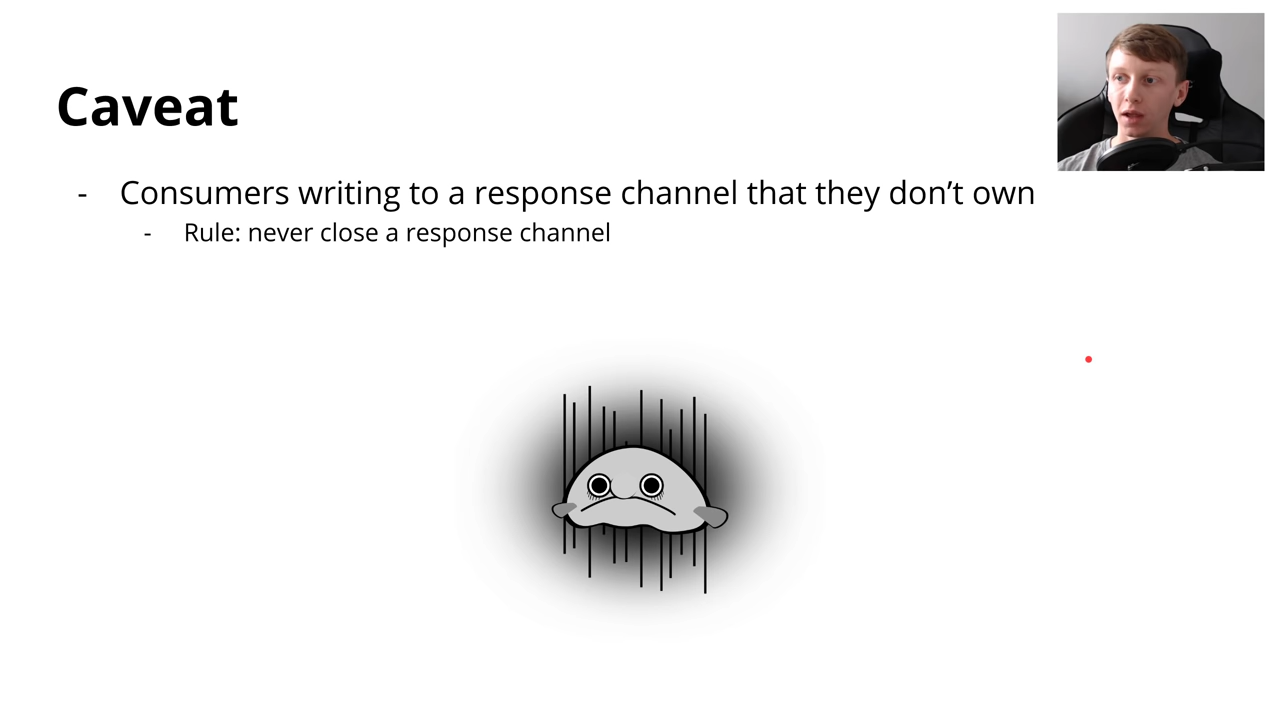 Caveat
- Consumers writing to a response channel that they don’t own
- Rule: never close a response channel